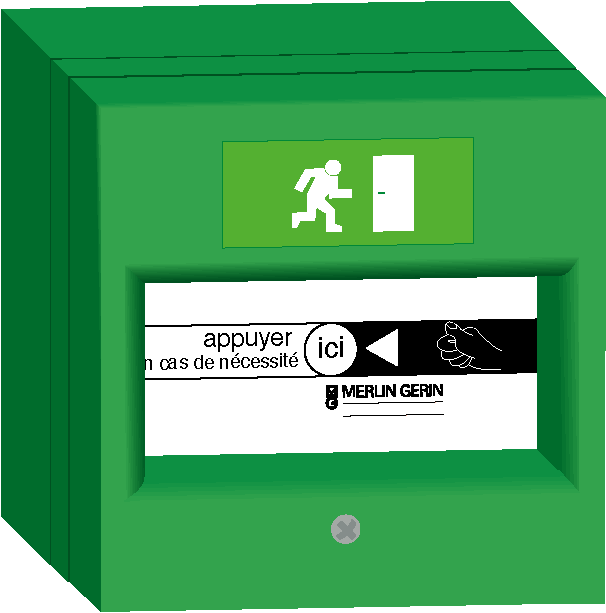 appuyer
n cas de nécessité
ici
MERLIN GERIN